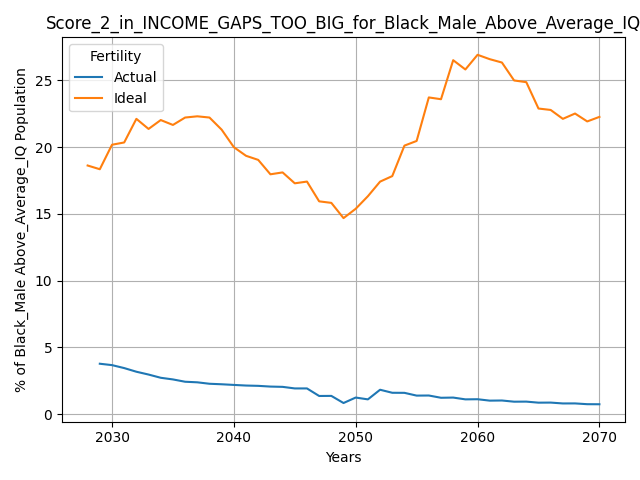 Score_2_in_INCOME_GAPS_TOO_BIG_for_Black_Male_Above_Average_IQ
Fertility
Actual
Ideal
% of Black_Male Above_Average_IQ Population
25
20
15
10
5
0
2030 2040 2050 2060 2070
Years